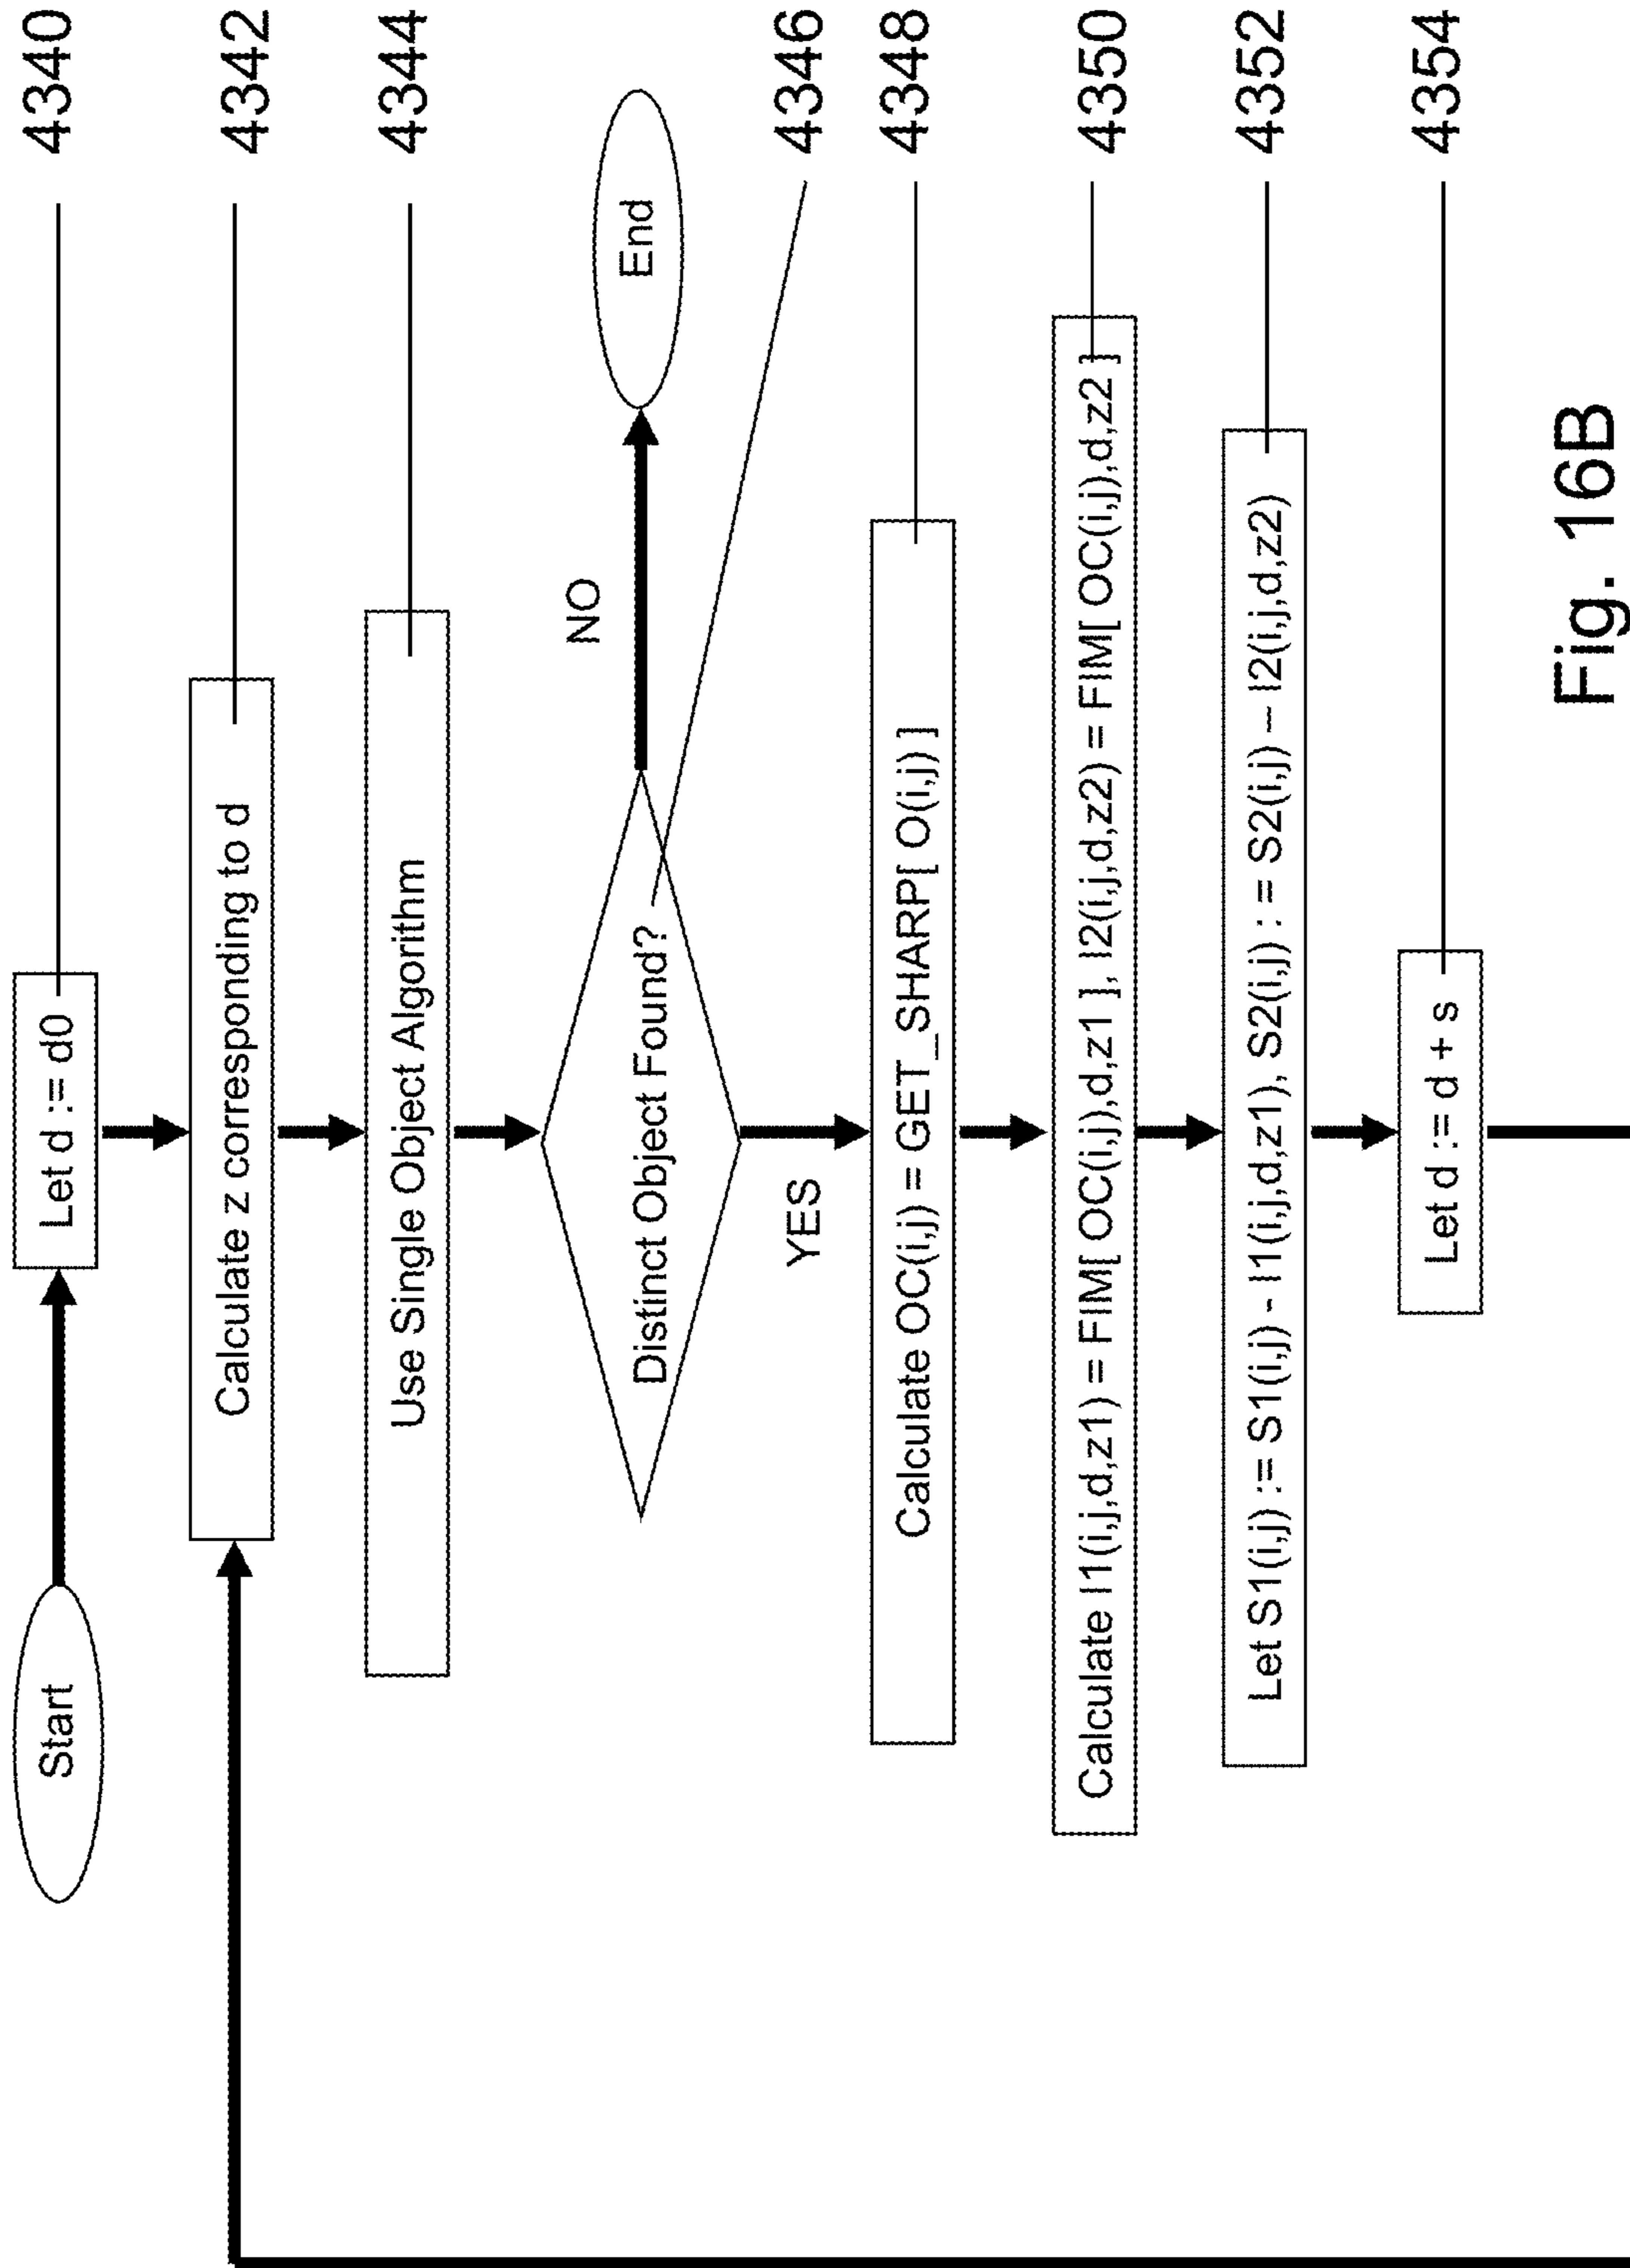 Start
Let d := d0
4340
Calculate z corresponding to d
4342
Use Single Object Algorithm
4344
Distinct Object Found?
NO
End
4346
YES
Calculate OC(i,j) = GET_SHARP[ O(i,j) ]
4348
Calculate I1(i,j,d,z1) = FIM[ OC(i,j),d,z1 ], I2(i,j,d,z2) = FIM[ OC(i,j),d,z2 ]
4350
Let S1(i,j) := S1(i,j) - I1(i,j,d,z1), S2(i,j) : = S2(i,j) – I2(i,j,d,z2)
4352
Let d := d + s
4354
Fig. 16B